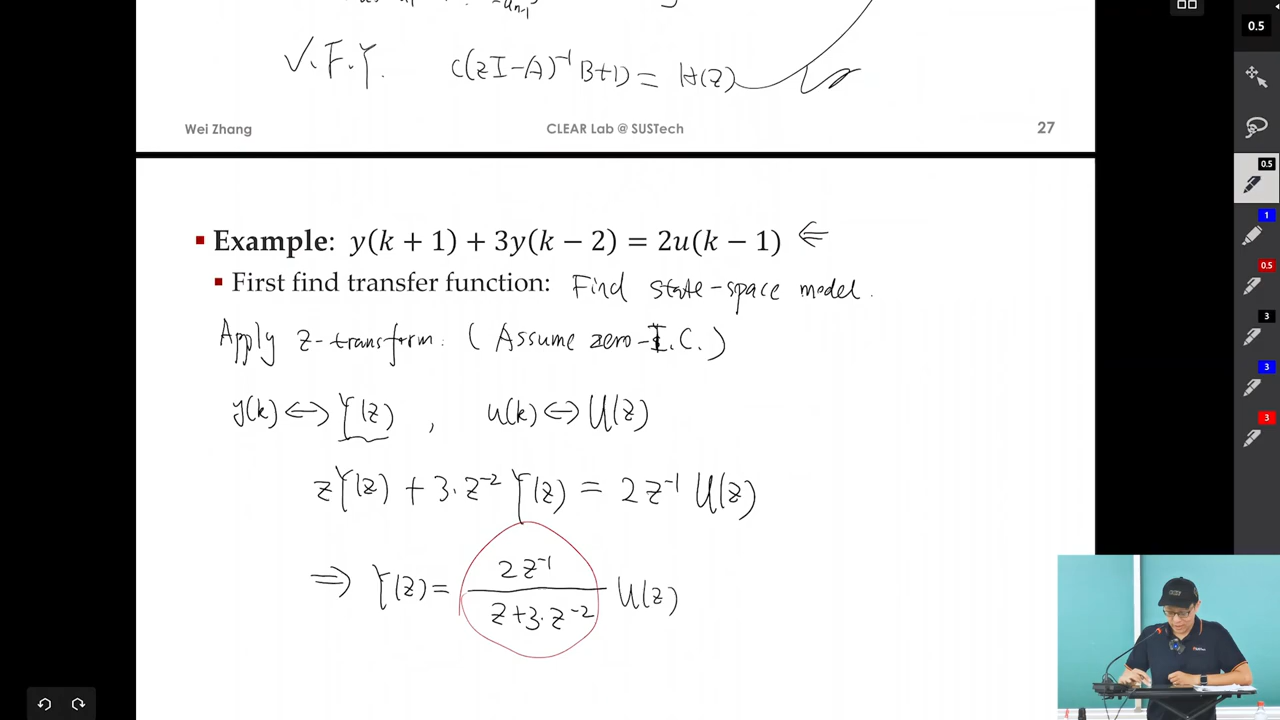 V.F.Y. C(zI-A)⁻¹B+D = H(z)
Wei Zhang CLEAR Lab @ SUSTech 27
▪ Example: y(k + 1) + 3y(k − 2) = 2u(k − 1) ⇐
▪ First find transfer function: Find state-space model.
Apply z-transform. (Assume zero-I.C.)
y(k) ⇔ Y(z) , u(k) ⇔ U(z)
zY(z) + 3·z⁻² Y(z) = 2z⁻¹ U(z)
⇒ Y(z) = 2z⁻¹ / (z+3·z⁻²) U(z)
0.5
0.5
1
0.5
3
3
3